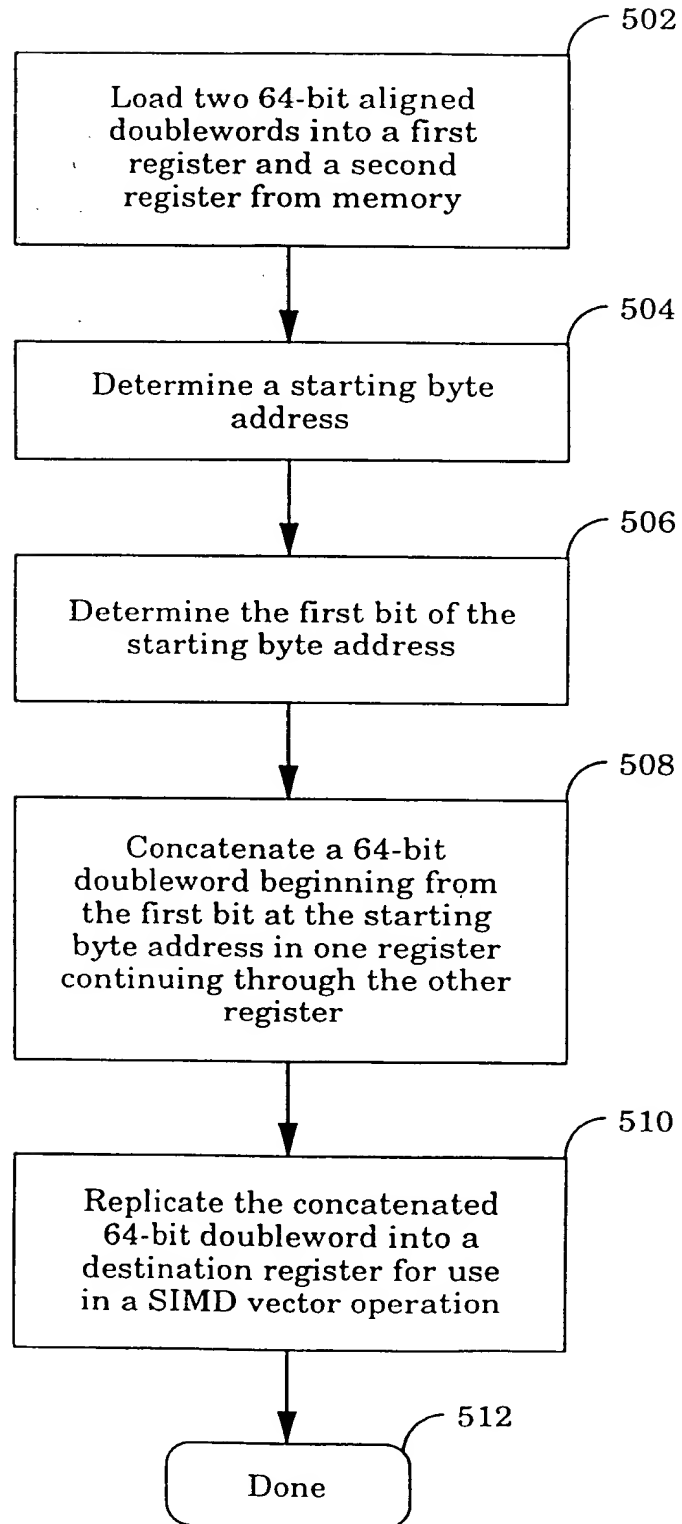 502
Load two 64-bit aligned
doublewords into a first
register and a second
register from memory
504
Determine a starting byte
address
506
Determine the first bit of the
starting byte address
508
Concatenate a 64-bit
doubleword beginning from
the first bit at the starting
byte address in one register
continuing through the other
register
510
Replicate the concatenated
64-bit doubleword into a
destination register for use
in a SIMD vector operation
512
Done